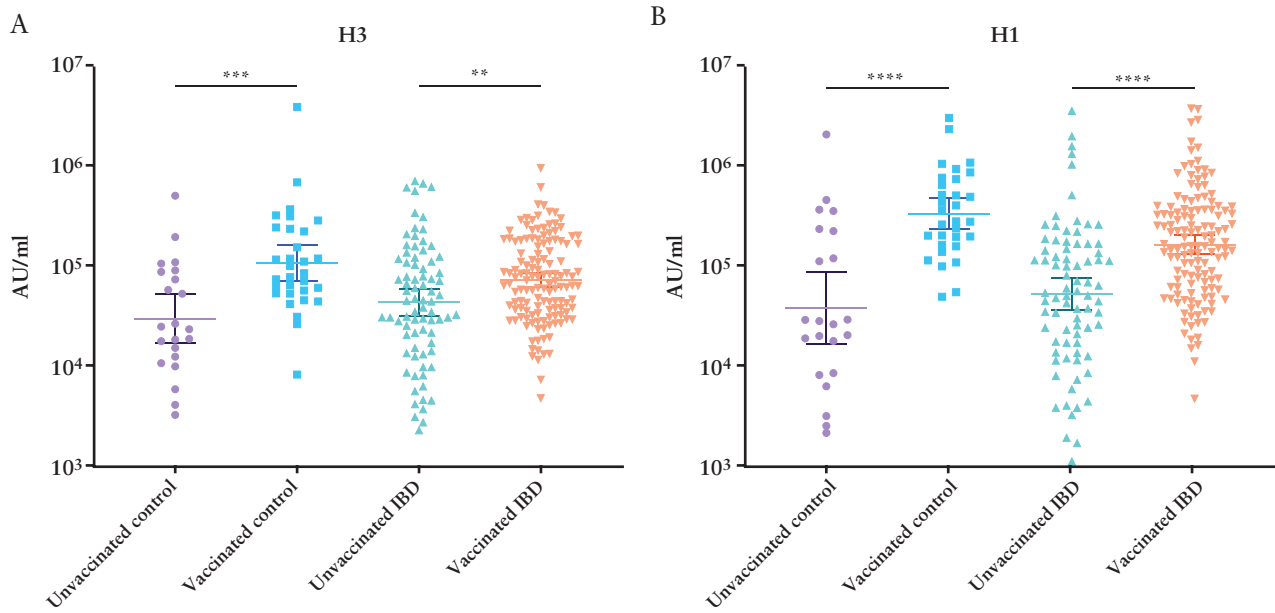 A
H3
10⁷
10⁶
10⁵
10⁴
10³
AU/ml
***
**
Unvaccinated control
Vaccinated control
Unvaccinated IBD
Vaccinated IBD
B
H1
10⁷
10⁶
10⁵
10⁴
10³
AU/ml
****
****
Unvaccinated control
Vaccinated control
Unvaccinated IBD
Vaccinated IBD